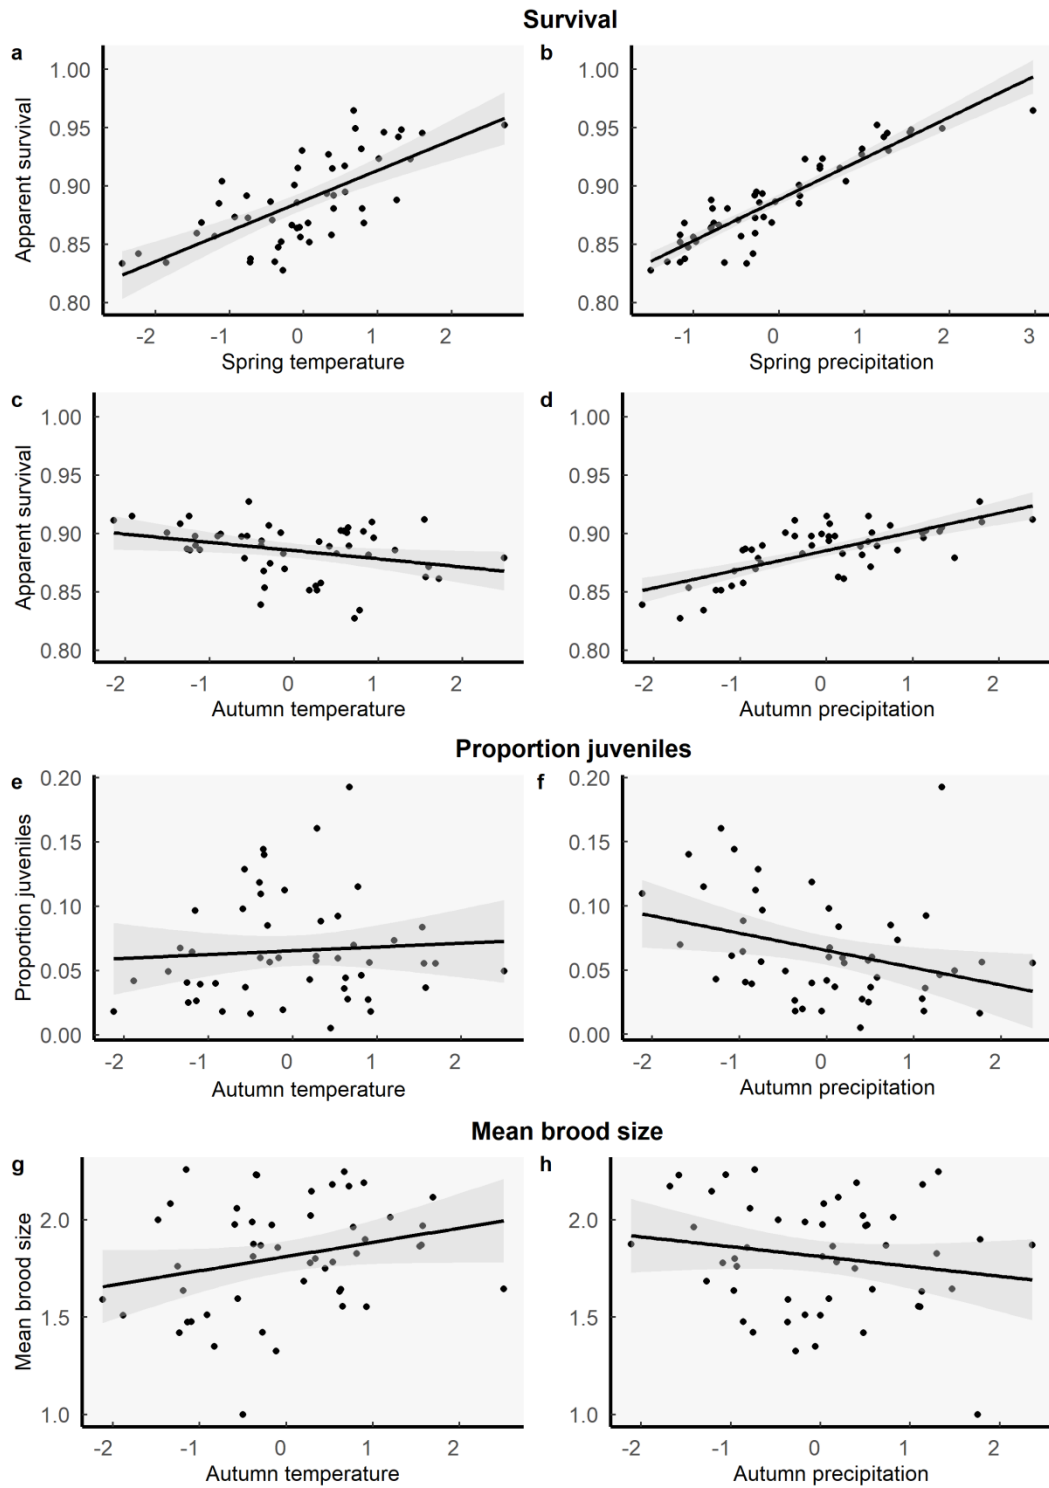 Survival
a
b
1.00
0.95
0.90
0.85
0.80
Apparent survival
-2 -1 0 1 2
Spring temperature
1.00
0.95
0.90
0.85
0.80
-1 0 1 2 3
Spring precipitation
c
d
1.00
0.95
0.90
0.85
0.80
Apparent survival
-2 -1 0 1 2
Autumn temperature
1.00
0.95
0.90
0.85
0.80
-2 -1 0 1 2
Autumn precipitation
Proportion juveniles
e
f
0.20
0.15
0.10
0.05
0.00
Proportion juveniles
-2 -1 0 1 2
Autumn temperature
0.20
0.15
0.10
0.05
0.00
-2 -1 0 1 2
Autumn precipitation
Mean brood size
g
h
2.0
1.5
1.0
Mean brood size
-2 -1 0 1 2
Autumn temperature
2.0
1.5
1.0
-2 -1 0 1 2
Autumn precipitation